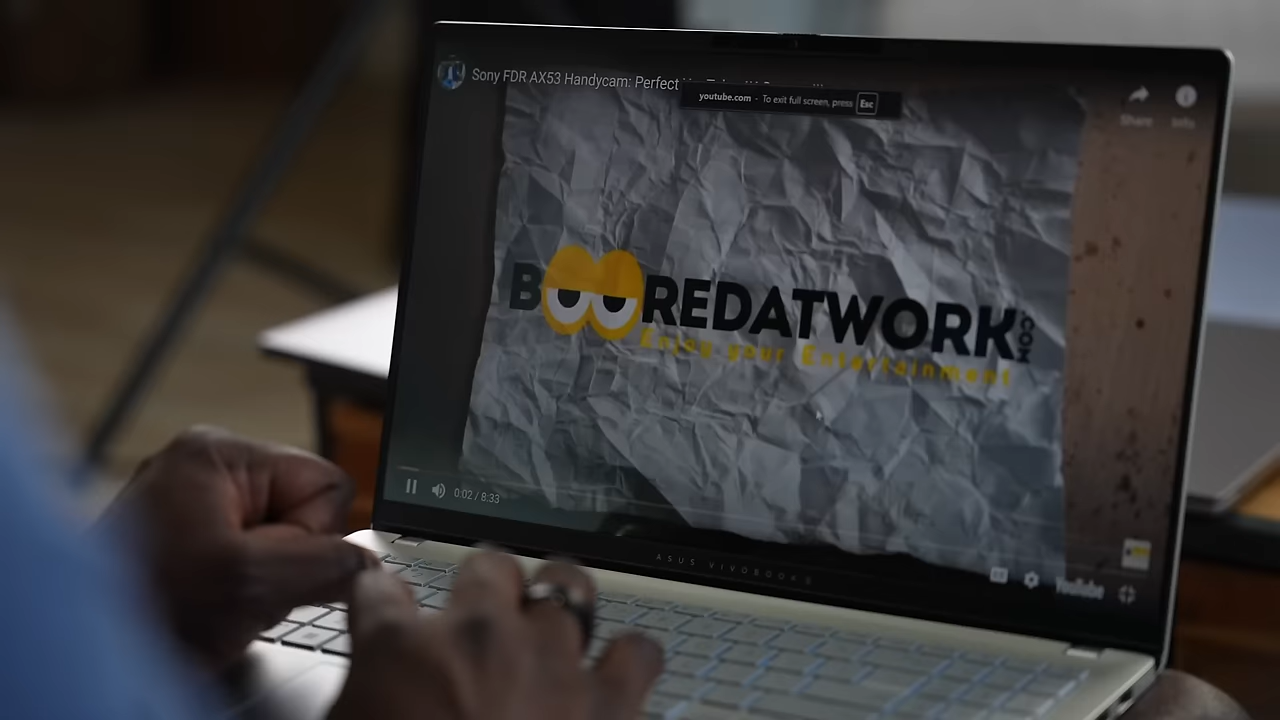 Sony FDR AX53 Handycam: Perfect
youtube.com - To exit full screen, press Esc
Share
Info
BOOREDATWORK.COM
Enjoy your Entertainment
0:02 / 8:33
YouTube
ASUS VIVOBOOK S